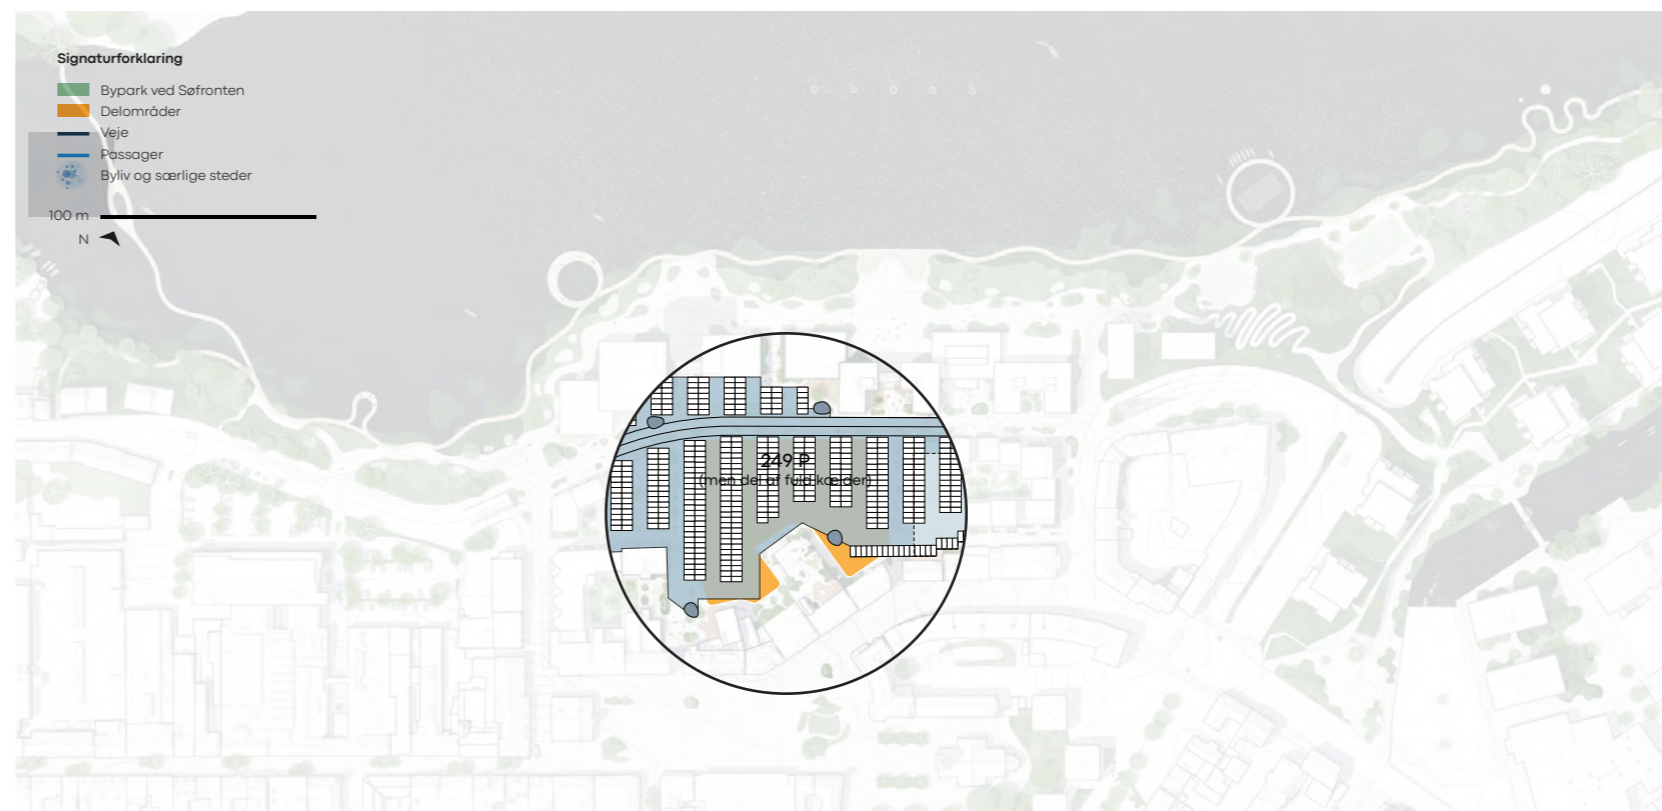 Signaturforklaring
Bypark ved Søfronten
Delområder
Veje
Passager
Byliv og særlige steder
100 m
N
249 P
(men del af fuld kælder)